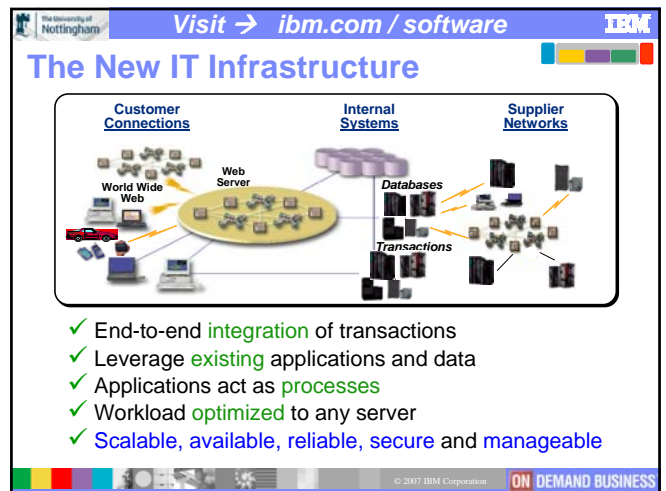 The University of
Nottingham
Visit → ibm.com / software
IBM
The New IT Infrastructure
Customer
Connections
Internal
Systems
Supplier
Networks
World Wide
Web
Web
Server
Databases
Transactions
✓ End-to-end integration of transactions
✓ Leverage existing applications and data
✓ Applications act as processes
✓ Workload optimized to any server
✓ Scalable, available, reliable, secure and manageable
© 2007 IBM Corporation
ON DEMAND BUSINESS